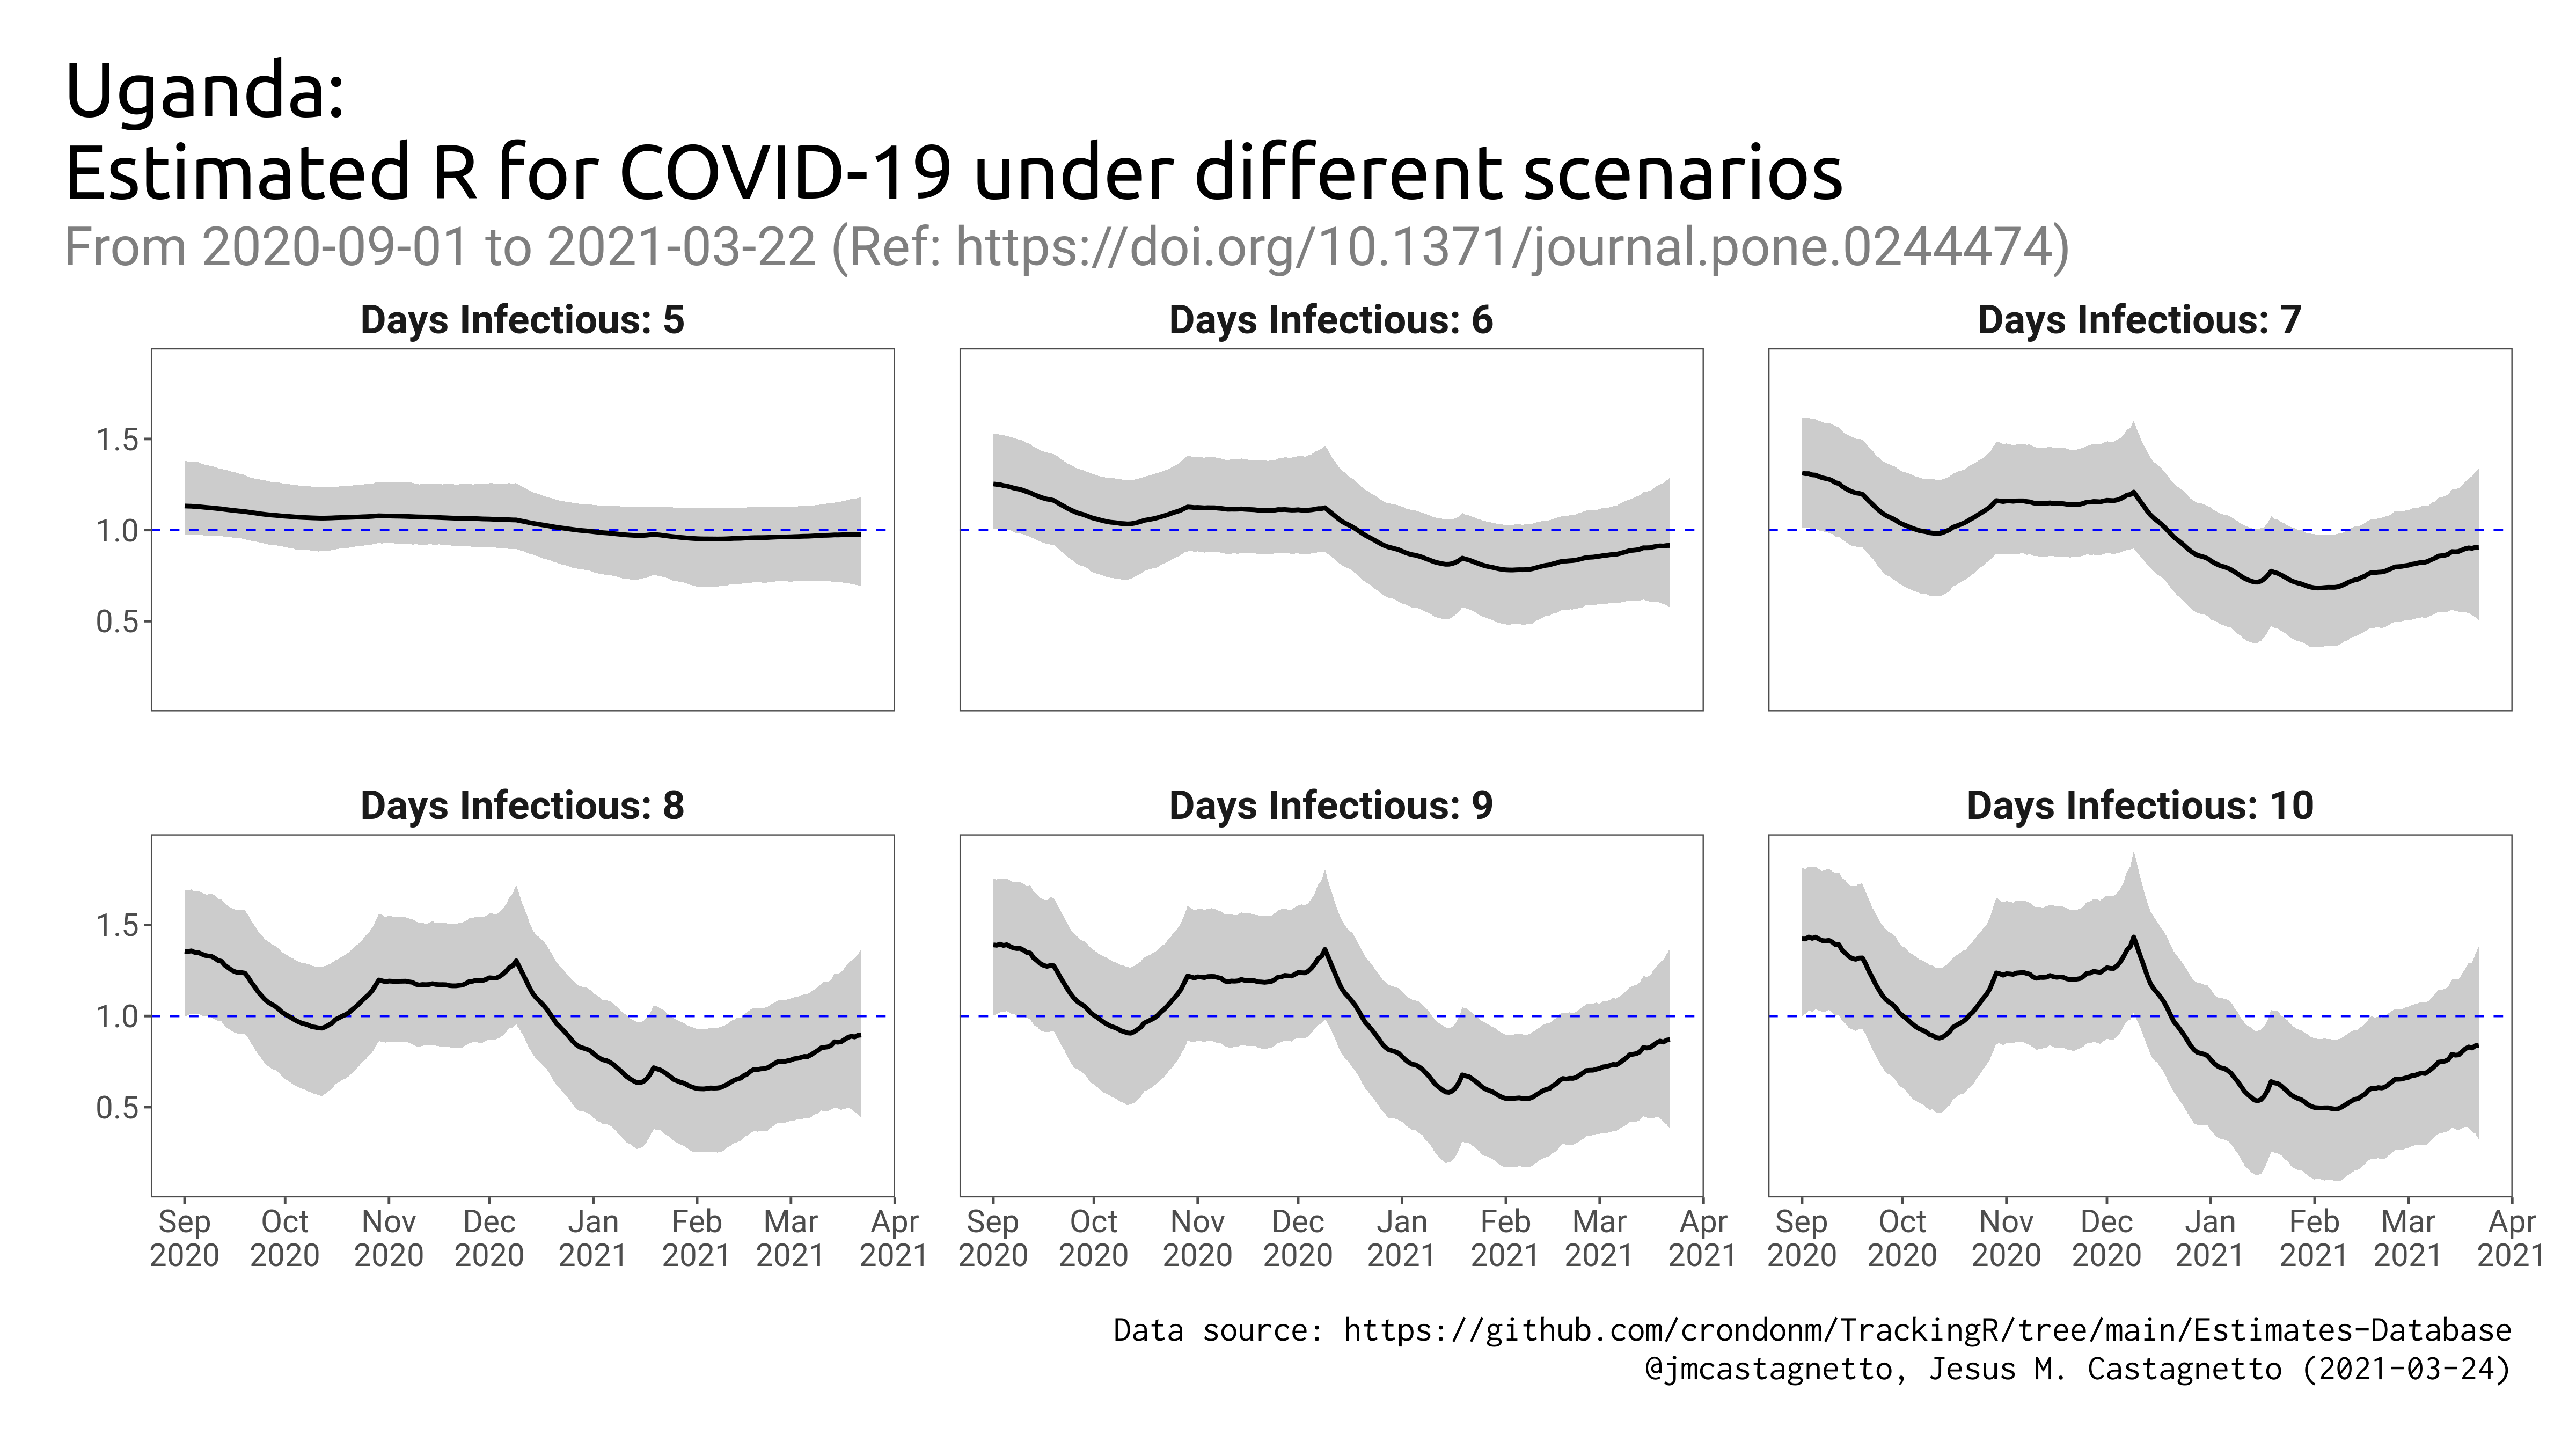 Uganda:
Estimated R for COVID-19 under different scenarios
From 2020-09-01 to 2021-03-22 (Ref: https://doi.org/10.1371/journal.pone.0244474)
Days Infectious: 5
Days Infectious: 6
Days Infectious: 7
1.5
1.0
0.5
Days Infectious: 8
Days Infectious: 9
Days Infectious: 10
1.5
1.0
0.5
Sep Oct Nov Dec Jan Feb Mar Apr
2020 2020 2020 2020 2021 2021 2021 2021
Sep Oct Nov Dec Jan Feb Mar Apr
2020 2020 2020 2020 2021 2021 2021 2021
Sep Oct Nov Dec Jan Feb Mar Apr
2020 2020 2020 2020 2021 2021 2021 2021
Data source: https://github.com/crondonm/TrackingR/tree/main/Estimates-Database
@jmcastagnetto, Jesus M. Castagnetto (2021-03-24)